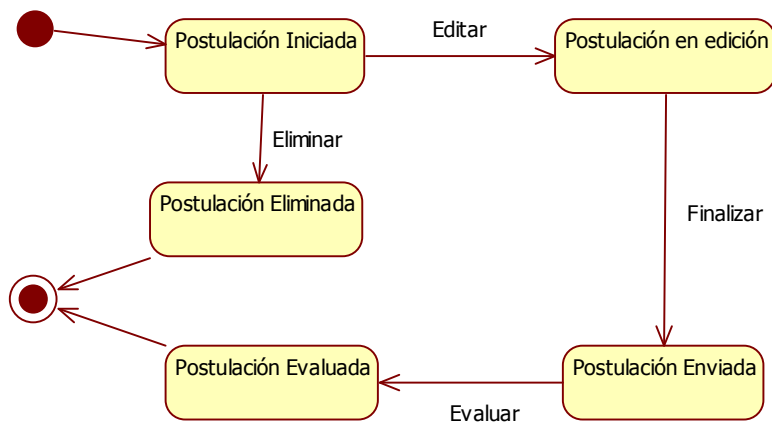 Postulación Iniciada
Editar
Postulación en edición
Eliminar
Postulación Eliminada
Finalizar
Postulación Evaluada
Evaluar
Postulación Enviada